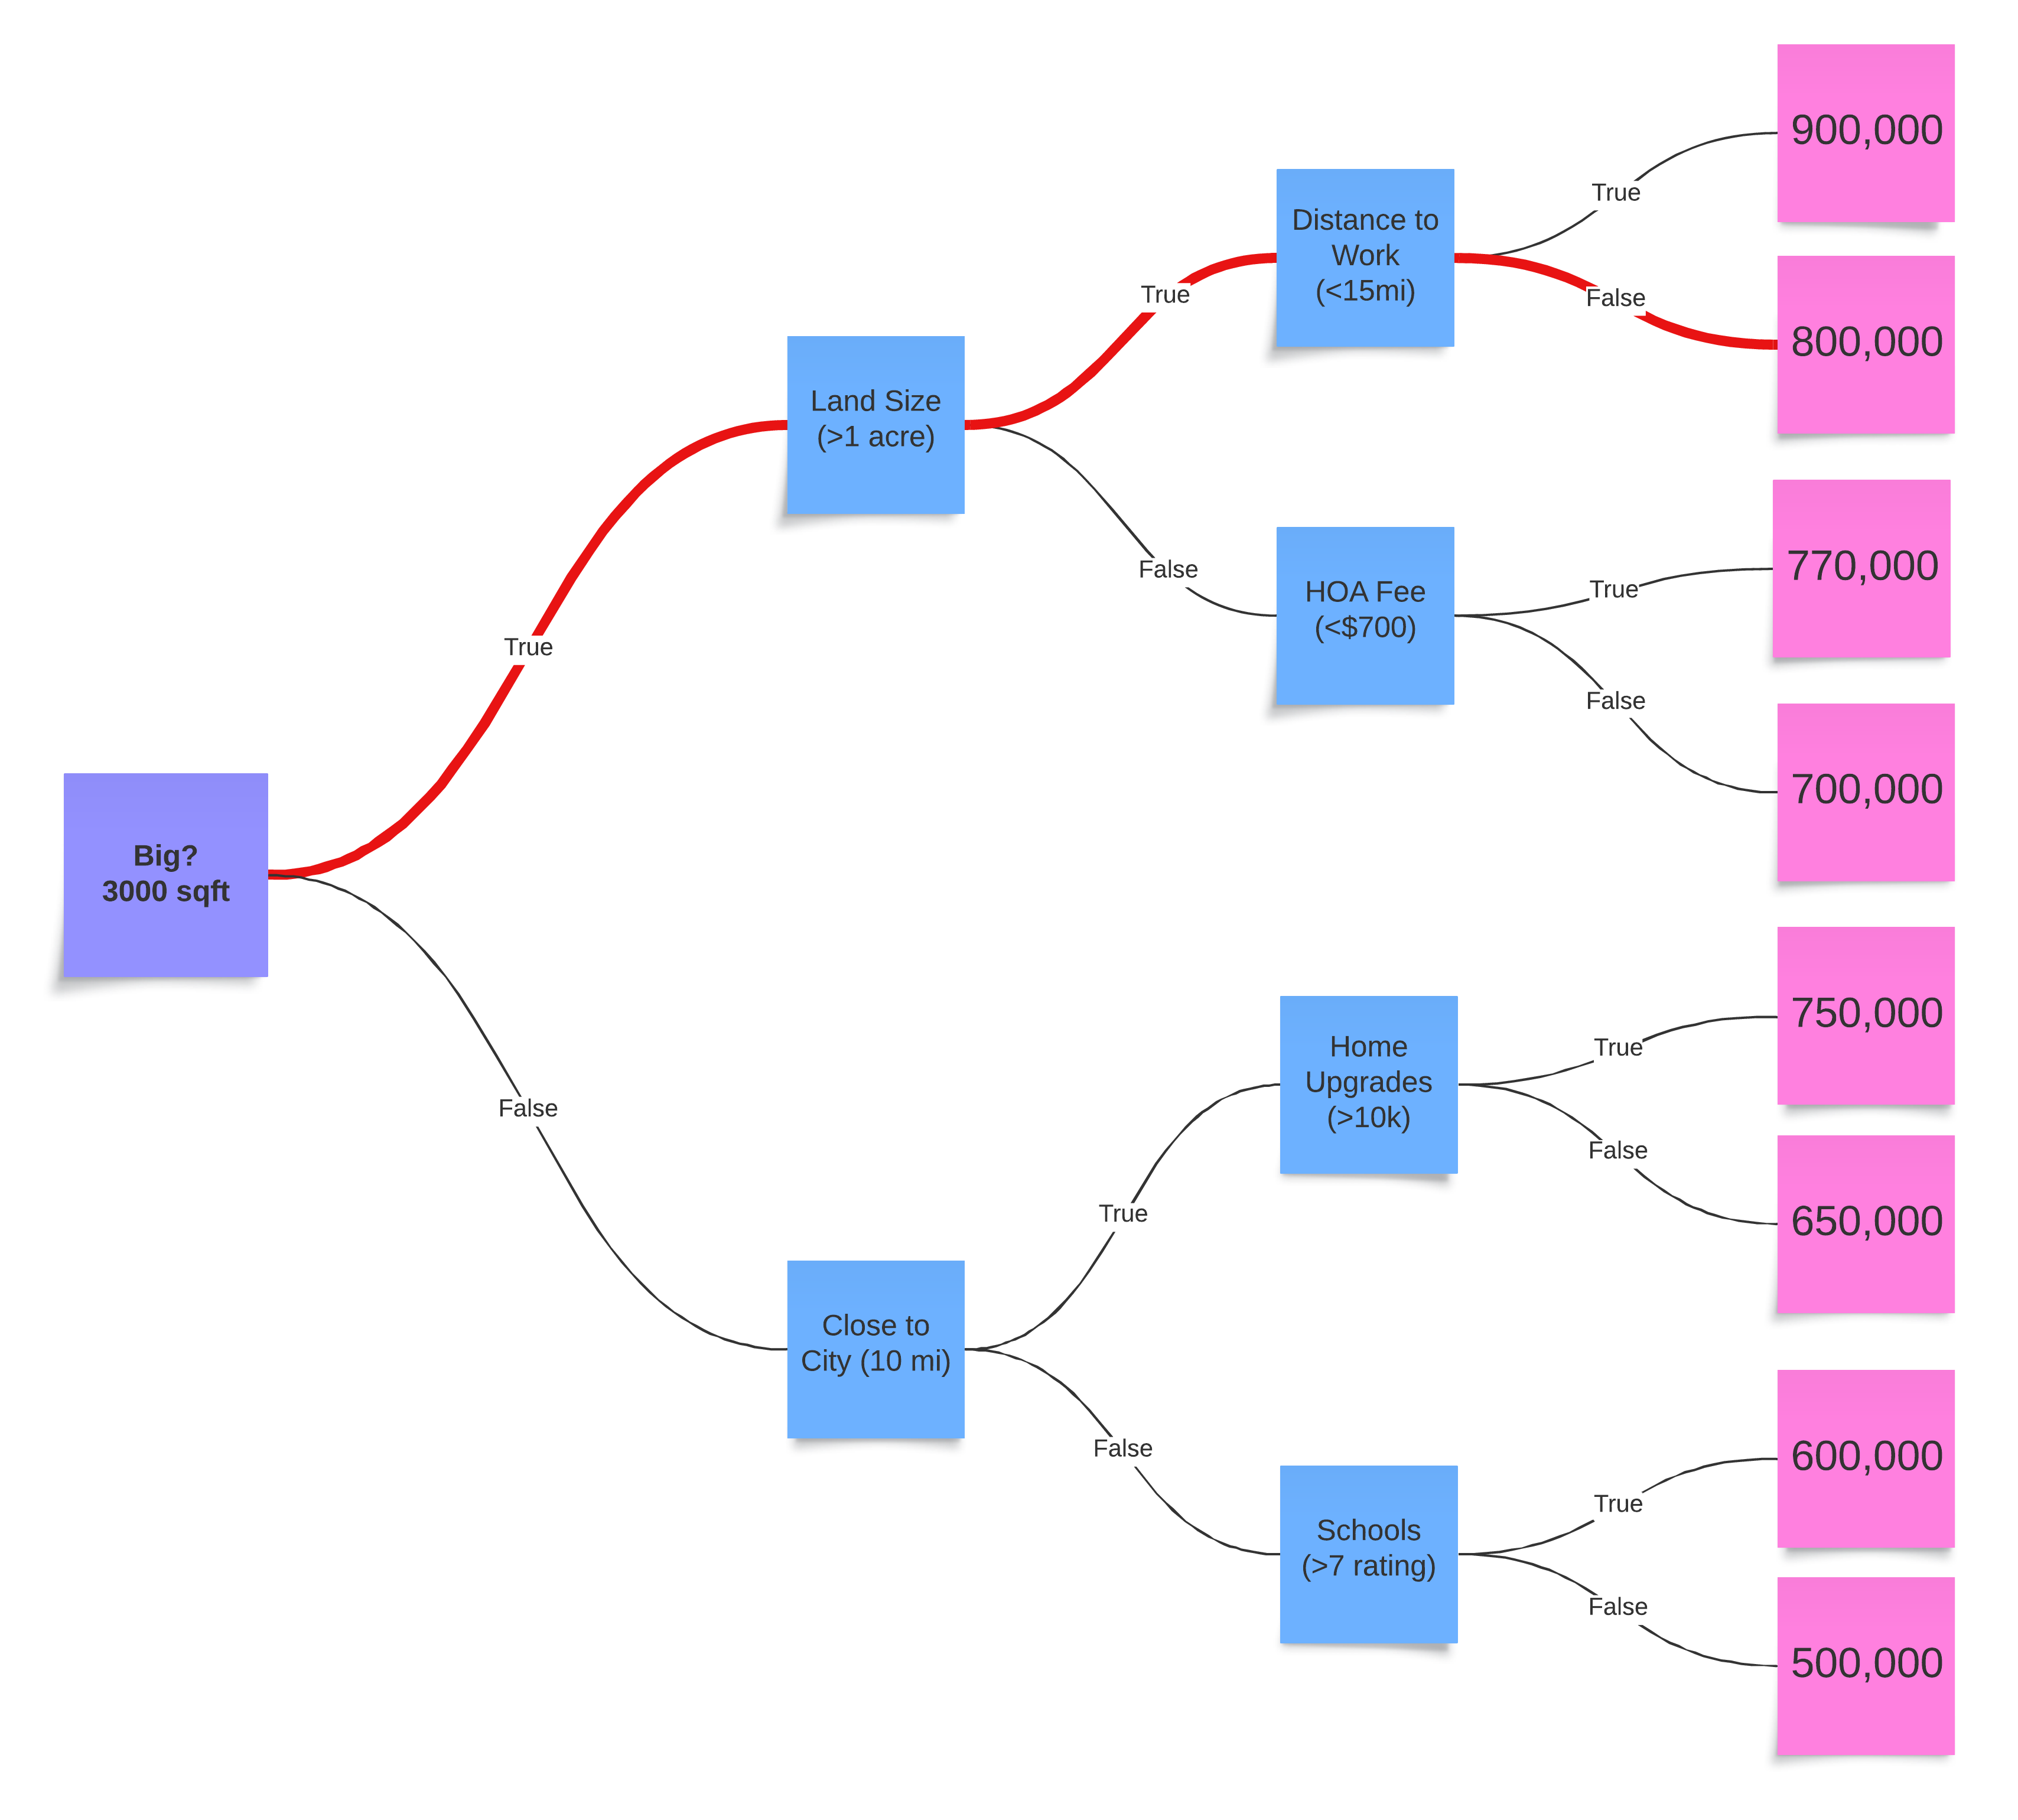 900,000
True
Distance to
Work
(<15mi)
True
False
800,000
Land Size
(>1 acre)
False
HOA Fee
(<$700)
True
770,000
False
700,000
True
Big?
3000 sqft
False
Home
Upgrades
(>10k)
True
750,000
False
650,000
True
Close to
City (10 mi)
False
Schools
(>7 rating)
True
600,000
False
500,000